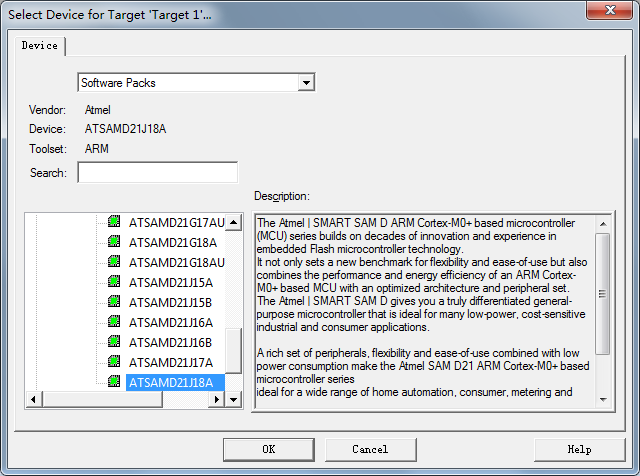 Select Device for Target 'Target 1'...
Device
Software Packs
Vendor: Atmel
Device: ATSAMD21J18A
Toolset: ARM
Search:
Description:
ATSAMD21G17AU
ATSAMD21G18A
ATSAMD21G18AU
ATSAMD21J15A
ATSAMD21J15B
ATSAMD21J16A
ATSAMD21J16B
ATSAMD21J17A
ATSAMD21J18A
The Atmel | SMART SAM D ARM Cortex-M0+ based microcontroller
(MCU) series builds on decades of innovation and experience in
embedded Flash microcontroller technology.
It not only sets a new benchmark for flexibility and ease-of-use but also
combines the performance and energy efficiency of an ARM Cortex-
M0+ based MCU with an optimized architecture and peripheral set.
The Atmel | SMART SAM D gives you a truly differentiated general-
purpose microcontroller that is ideal for many low-power, cost-sensitive
industrial and consumer applications.
A rich set of peripherals, flexibility and ease-of-use combined with low
power consumption make the Atmel SAM D21 ARM Cortex-M0+ based
microcontroller series
ideal for a wide range of home automation, consumer, metering and
OK
Cancel
Help